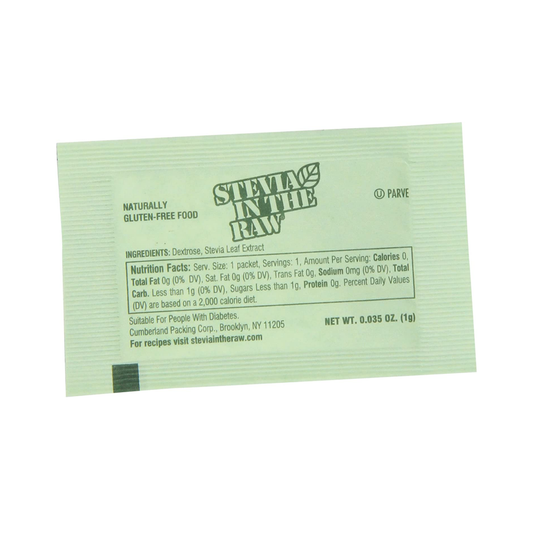 NATURALLY
GLUTEN-FREE FOOD
STEVIA
IN THE
RAW
Ⓤ PARVE
INGREDIENTS: Dextrose, Stevia Leaf Extract
Nutrition Facts: Serv. Size: 1 packet, Servings: 1, Amount Per Serving: Calories 0,
Total Fat 0g (0% DV), Sat. Fat 0g (0% DV), Trans Fat 0g, Sodium 0mg (0% DV), Total
Carb. Less than 1g (0% DV), Sugars Less than 1g, Protein 0g. Percent Daily Values
(DV) are based on a 2,000 calorie diet.
Suitable For People With Diabetes.
Cumberland Packing Corp., Brooklyn, NY 11205
For recipes visit steviaintheraw.com
NET WT. 0.035 OZ. (1g)